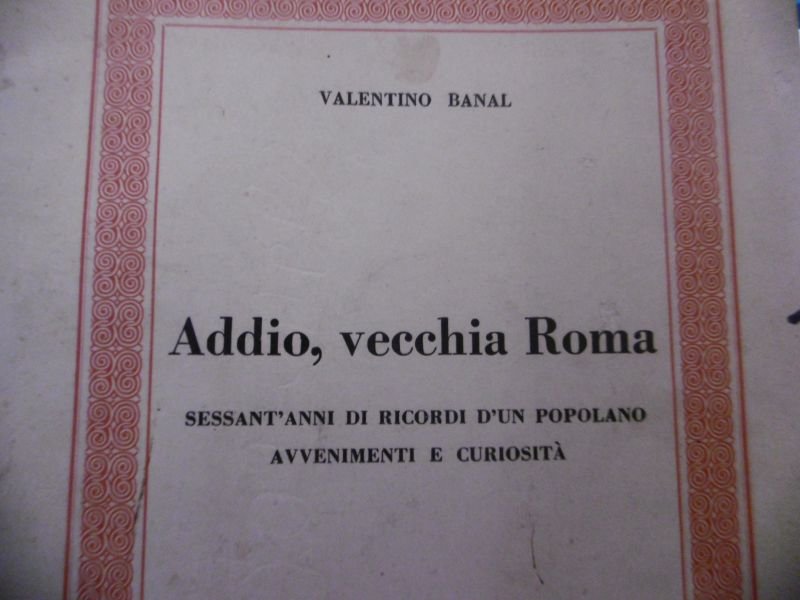 VALENTINO BANAL
Addio, vecchia Roma
SESSANT'ANNI DI RICORDI D'UN POPOLANO
AVVENIMENTI E CURIOSITÀ